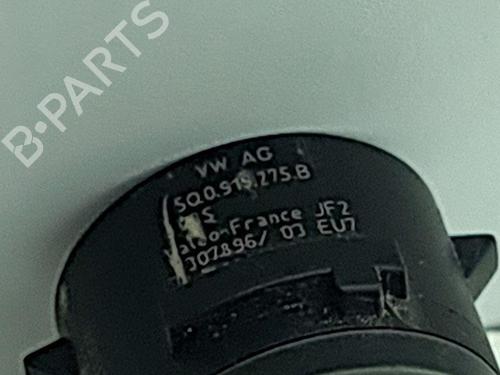 B-PARTS
VW AG
5Q0.919.275.B
Valeo-France JF2
307896/ 03 EU7